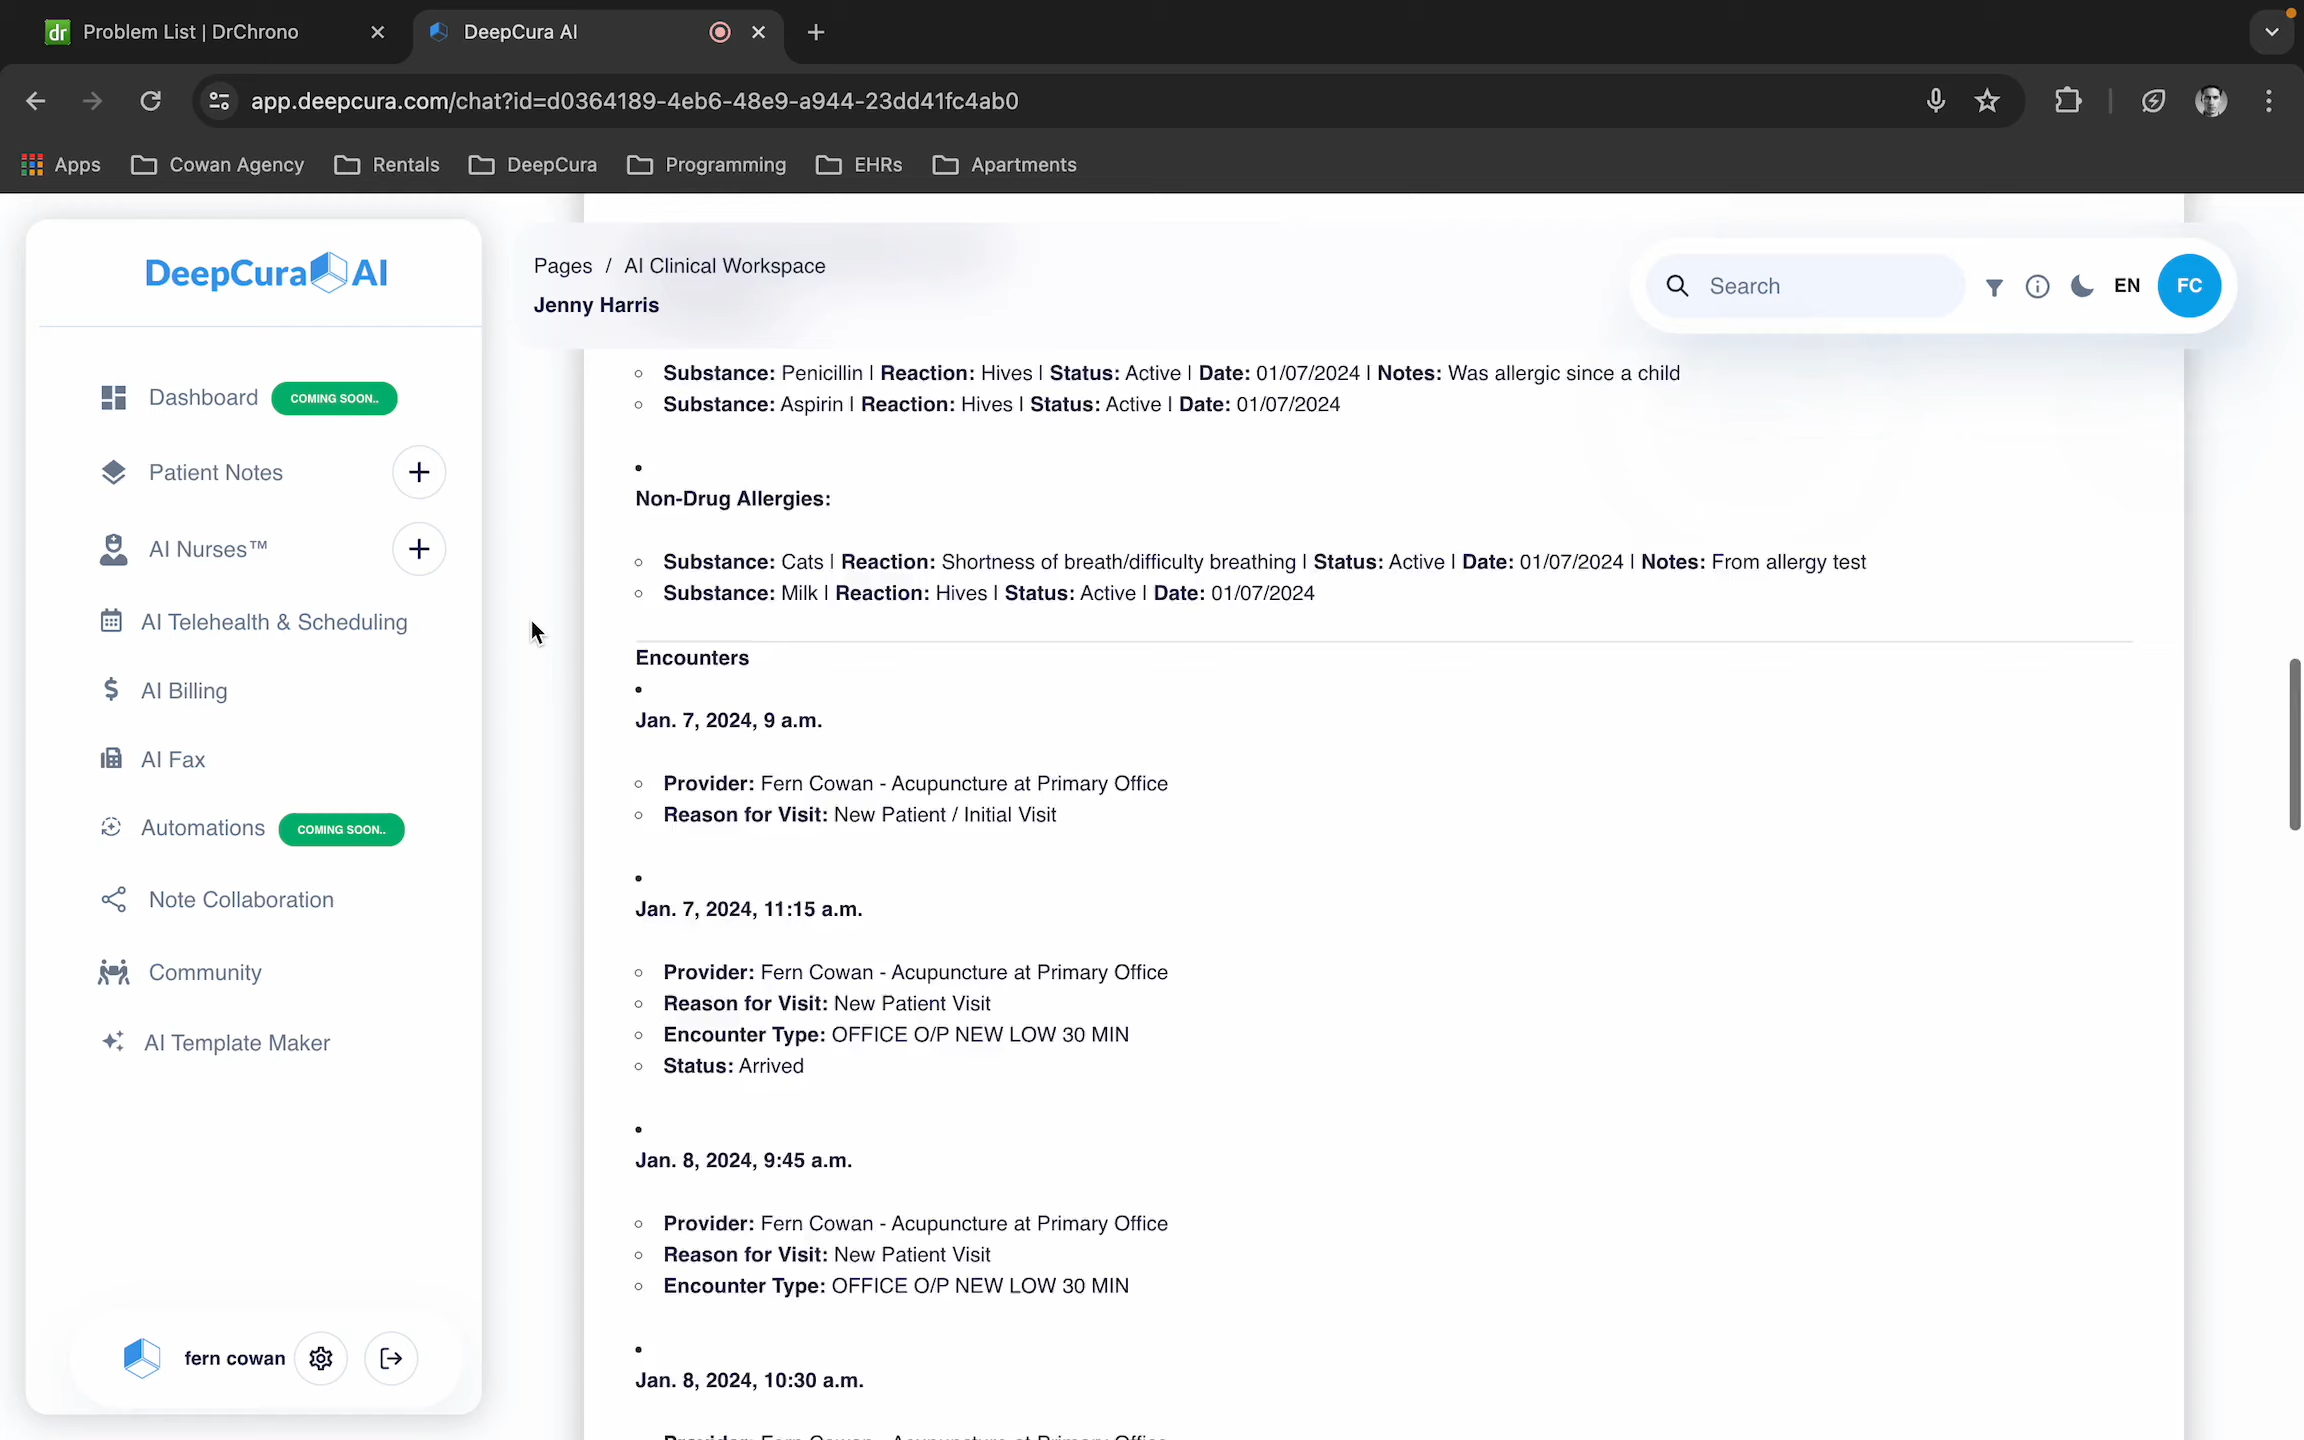 Problem List | DrChrono
DeepCura AI
app.deepcura.com/chat?id=d0364189-4eb6-48e9-a944-23dd41fc4ab0
Apps
Cowan Agency
Rentals
DeepCura
Programming
EHRs
Apartments
DeepCura AI
Dashboard
COMING SOON..
Patient Notes
AI Nurses™
AI Telehealth & Scheduling
AI Billing
AI Fax
Automations
COMING SOON..
Note Collaboration
Community
AI Template Maker
fern cowan
Pages / AI Clinical Workspace
Jenny Harris
Search
EN
FC
Substance: Penicillin | Reaction: Hives | Status: Active | Date: 01/07/2024 | Notes: Was allergic since a child
Substance: Aspirin | Reaction: Hives | Status: Active | Date: 01/07/2024
Non-Drug Allergies:
Substance: Cats | Reaction: Shortness of breath/difficulty breathing | Status: Active | Date: 01/07/2024 | Notes: From allergy test
Substance: Milk | Reaction: Hives | Status: Active | Date: 01/07/2024
Encounters
Jan. 7, 2024, 9 a.m.
Provider: Fern Cowan - Acupuncture at Primary Office
Reason for Visit: New Patient / Initial Visit
Jan. 7, 2024, 11:15 a.m.
Provider: Fern Cowan - Acupuncture at Primary Office
Reason for Visit: New Patient Visit
Encounter Type: OFFICE O/P NEW LOW 30 MIN
Status: Arrived
Jan. 8, 2024, 9:45 a.m.
Provider: Fern Cowan - Acupuncture at Primary Office
Reason for Visit: New Patient Visit
Encounter Type: OFFICE O/P NEW LOW 30 MIN
Jan. 8, 2024, 10:30 a.m.